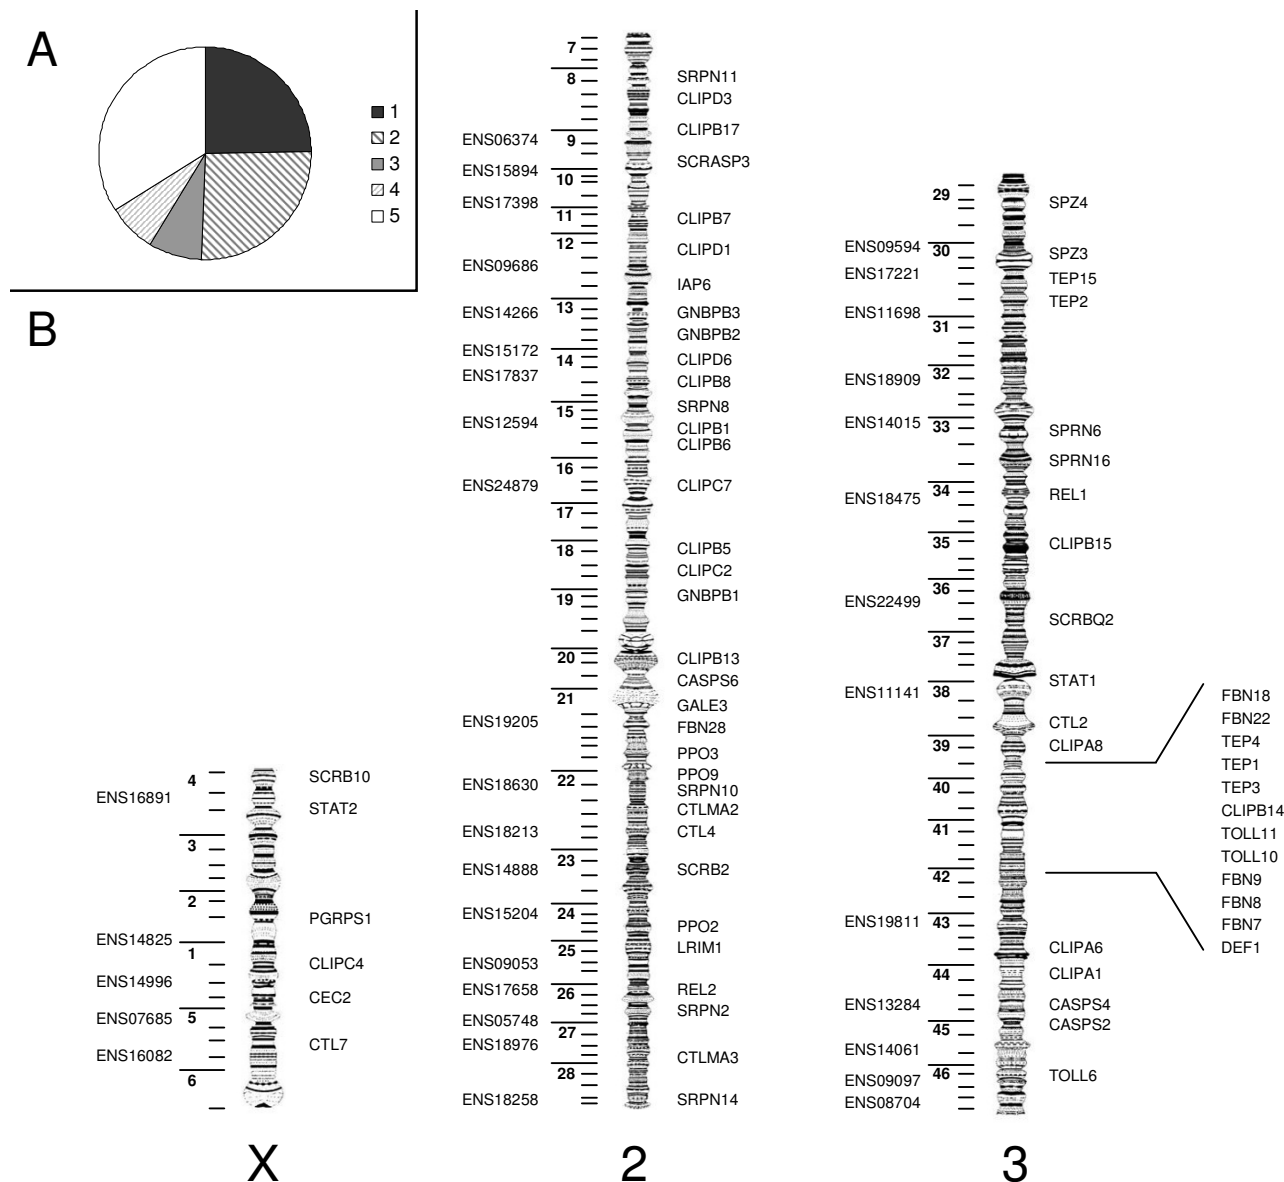 A
1
2
3
4
5
B
4
3
2
1
5
6
ENS16891
ENS14825
ENS14996
ENS07685
ENS16082
SCRB10
STAT2
PGRPS1
CLIPC4
CEC2
CTL7
X
7
8
9
10
11
12
13
14
15
16
17
18
19
20
21
22
23
24
25
26
27
28
ENS06374
ENS15894
ENS17398
ENS09686
ENS14266
ENS15172
ENS17837
ENS12594
ENS24879
ENS19205
ENS18630
ENS18213
ENS14888
ENS15204
ENS09053
ENS17658
ENS05748
ENS18976
ENS18258
SRPN11
CLIPD3
CLIPB17
SCRASP3
CLIPB7
CLIPD1
IAP6
GNBPB3
GNBPB2
CLIPD6
CLIPB8
SRPN8
CLIPB1
CLIPB6
CLIPC7
CLIPB5
CLIPC2
GNBPB1
CLIPB13
CASPS6
GALE3
FBN28
PPO3
PPO9
SRPN10
CTLMA2
CTL4
SCRB2
PPO2
LRIM1
REL2
SRPN2
CTLMA3
SRPN14
2
29
30
31
32
33
34
35
36
37
38
39
40
41
42
43
44
45
46
ENS09594
ENS17221
ENS11698
ENS18909
ENS14015
ENS18475
ENS22499
ENS11141
ENS19811
ENS13284
ENS14061
ENS09097
ENS08704
SPZ4
SPZ3
TEP15
TEP2
SPRN6
SPRN16
REL1
CLIPB15
SCRBQ2
STAT1
CTL2
CLIPA8
CLIPA6
CLIPA1
CASPS4
CASPS2
TOLL6
FBN18
FBN22
TEP4
TEP1
TEP3
CLIPB14
TOLL11
TOLL10
FBN9
FBN8
FBN7
DEF1
3